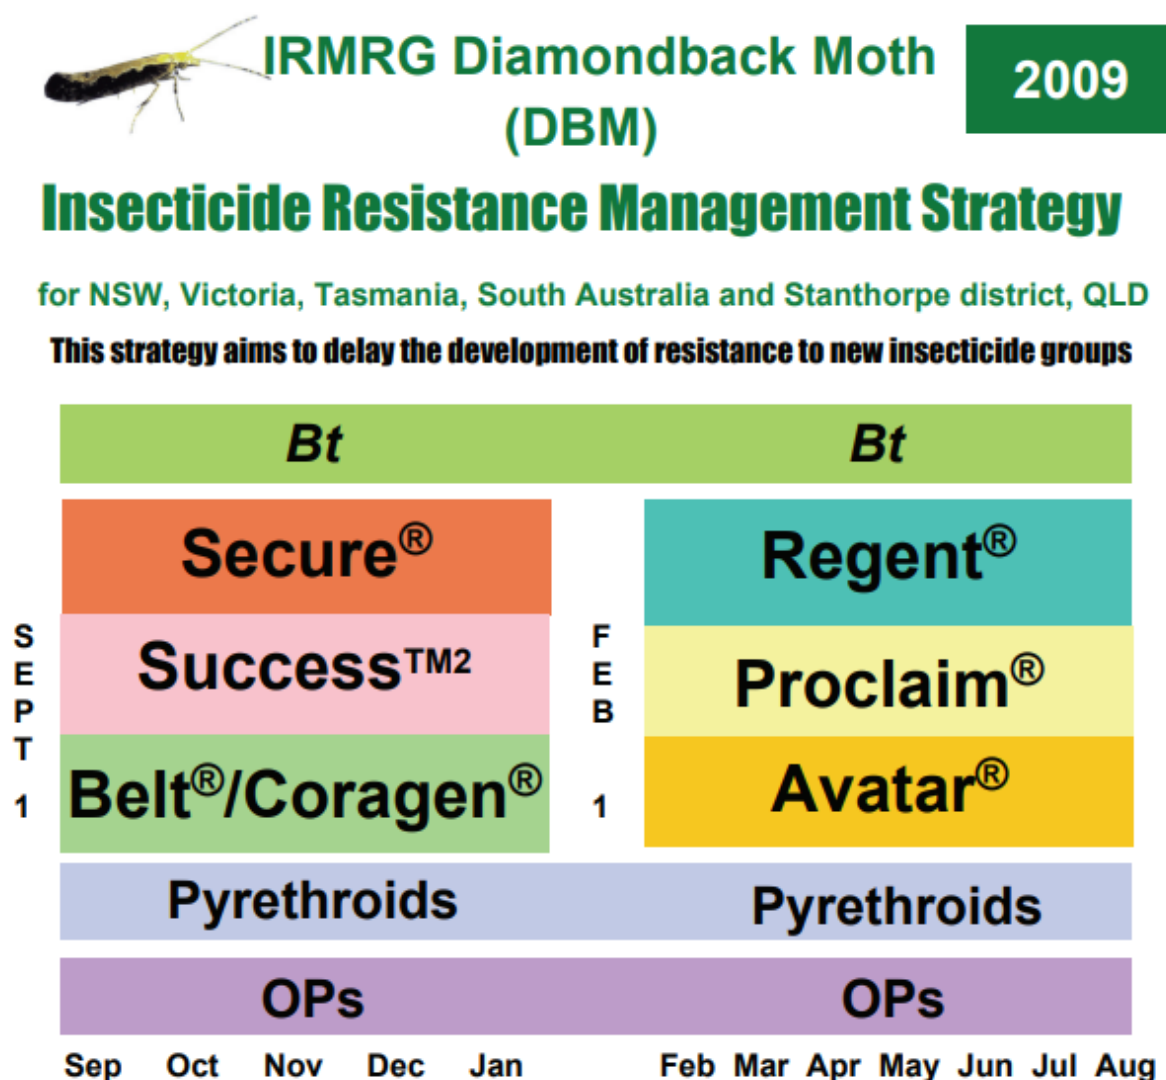 IRMRG Diamondback Moth
(DBM)
2009
Insecticide Resistance Management Strategy
for NSW, Victoria, Tasmania, South Australia and Stanthorpe district, QLD
This strategy aims to delay the development of resistance to new insecticide groups
Bt Bt
SEPT 1
Secure®
Success™2
Belt®/Coragen®
FEB 1
Regent®
Proclaim®
Avatar®
Pyrethroids Pyrethroids
OPs OPs
Sep Oct Nov Dec Jan Feb Mar Apr May Jun Jul Aug